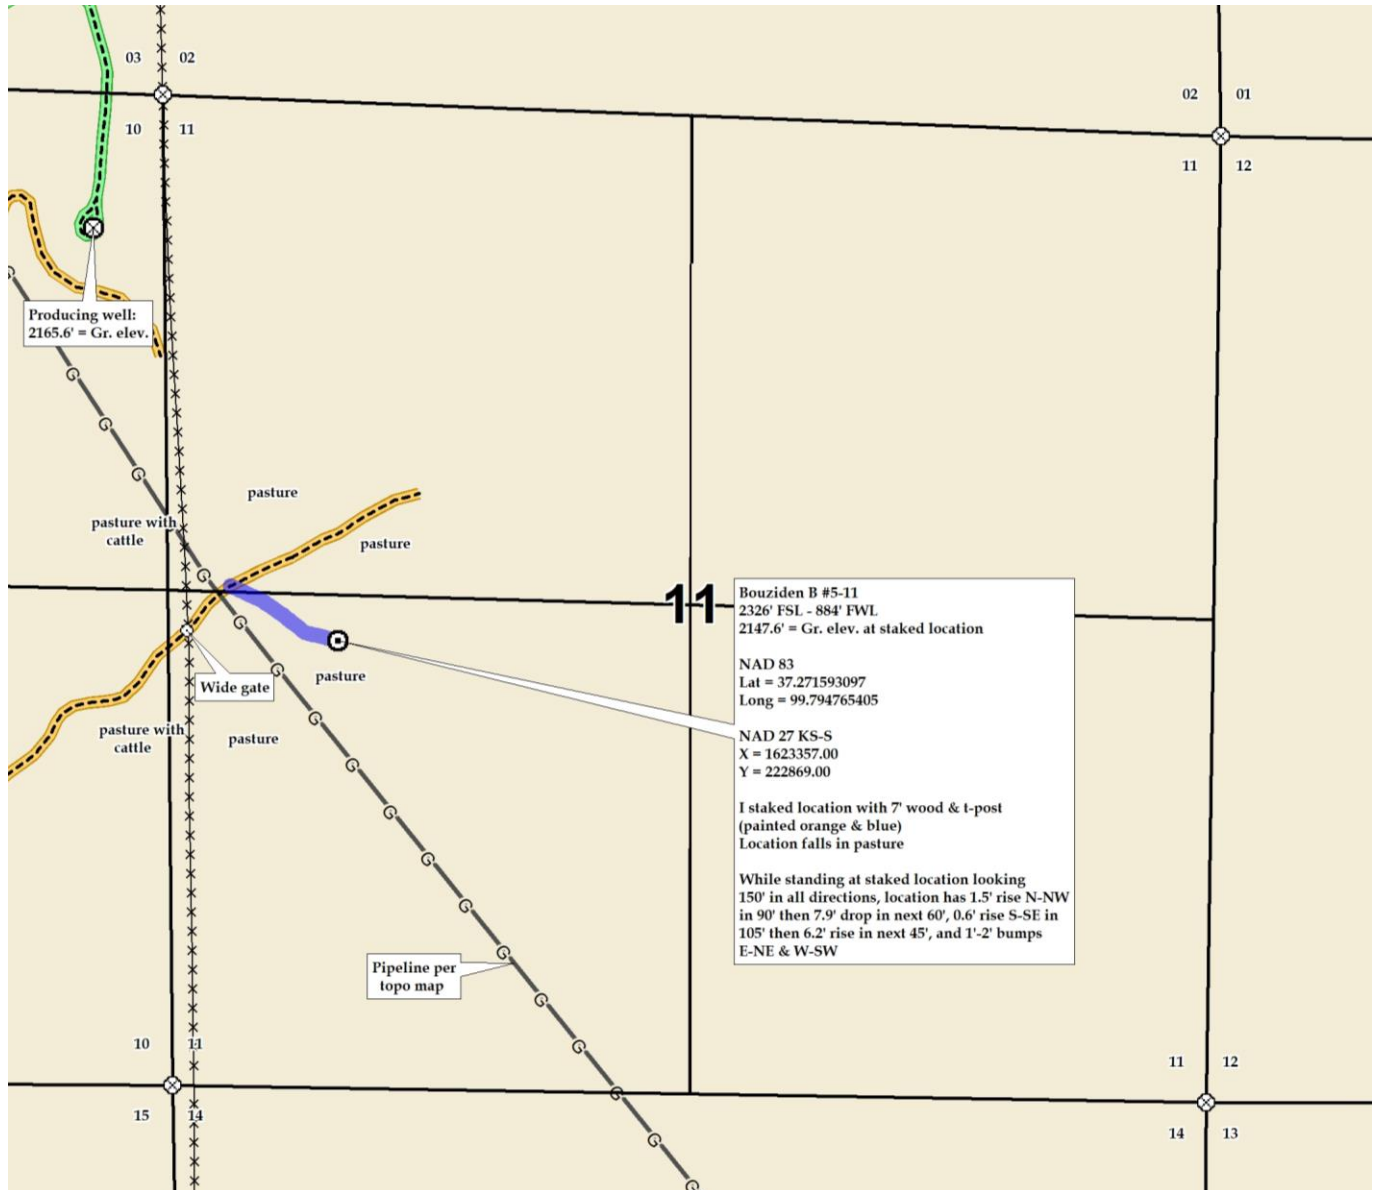 03 02
02 01
10 11
11 12
Producing well:
2165.6' = Gr. elev.
pasture
pasture with
cattle
pasture
11
Bouziden B #5-11
2326' FSL - 884' FWL
2147.6' = Gr. elev. at staked location
NAD 83
Lat = 37.271593097
Long = 99.794765405
NAD 27 KS-S
X = 1623357.00
Y = 222869.00
I staked location with 7' wood & t-post
(painted orange & blue)
Location falls in pasture
While standing at staked location looking
150' in all directions, location has 1.5' rise N-NW
in 90' then 7.9' drop in next 60', 0.6' rise S-SE in
105' then 6.2' rise in next 45', and 1'-2' bumps
E-NE & W-SW
Wide gate
pasture
pasture with
cattle
pasture
Pipeline per
topo map
10 11
11 12
15 14
14 13